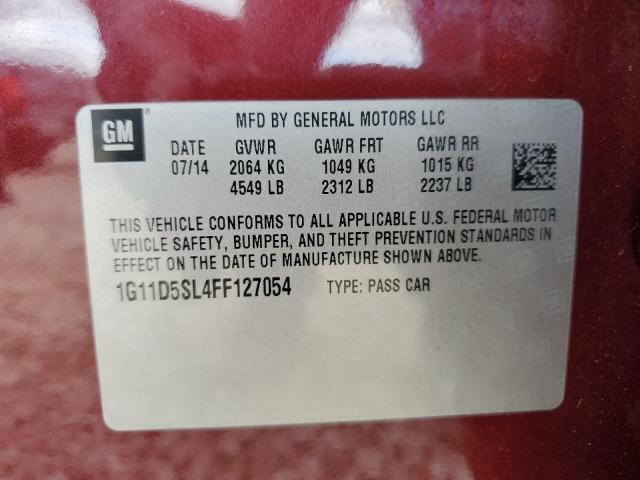 GM
MFD BY GENERAL MOTORS LLC
DATE GVWR GAWR FRT GAWR RR
07/14 2064 KG 1049 KG 1015 KG
4549 LB 2312 LB 2237 LB
THIS VEHICLE CONFORMS TO ALL APPLICABLE U.S. FEDERAL MOTOR
VEHICLE SAFETY, BUMPER, AND THEFT PREVENTION STANDARDS IN
EFFECT ON THE DATE OF MANUFACTURE SHOWN ABOVE.
1G11D5SL4FF127054 TYPE: PASS CAR